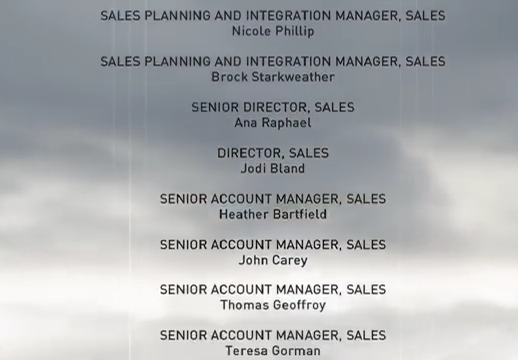 SALES PLANNING AND INTEGRATION MANAGER, SALES
Nicole Phillip
SALES PLANNING AND INTEGRATION MANAGER, SALES
Brock Starkweather
SENIOR DIRECTOR, SALES
Ana Raphael
DIRECTOR, SALES
Jodi Bland
SENIOR ACCOUNT MANAGER, SALES
Heather Bartfield
SENIOR ACCOUNT MANAGER, SALES
John Carey
SENIOR ACCOUNT MANAGER, SALES
Thomas Geoffroy
SENIOR ACCOUNT MANAGER, SALES
Teresa Gorman